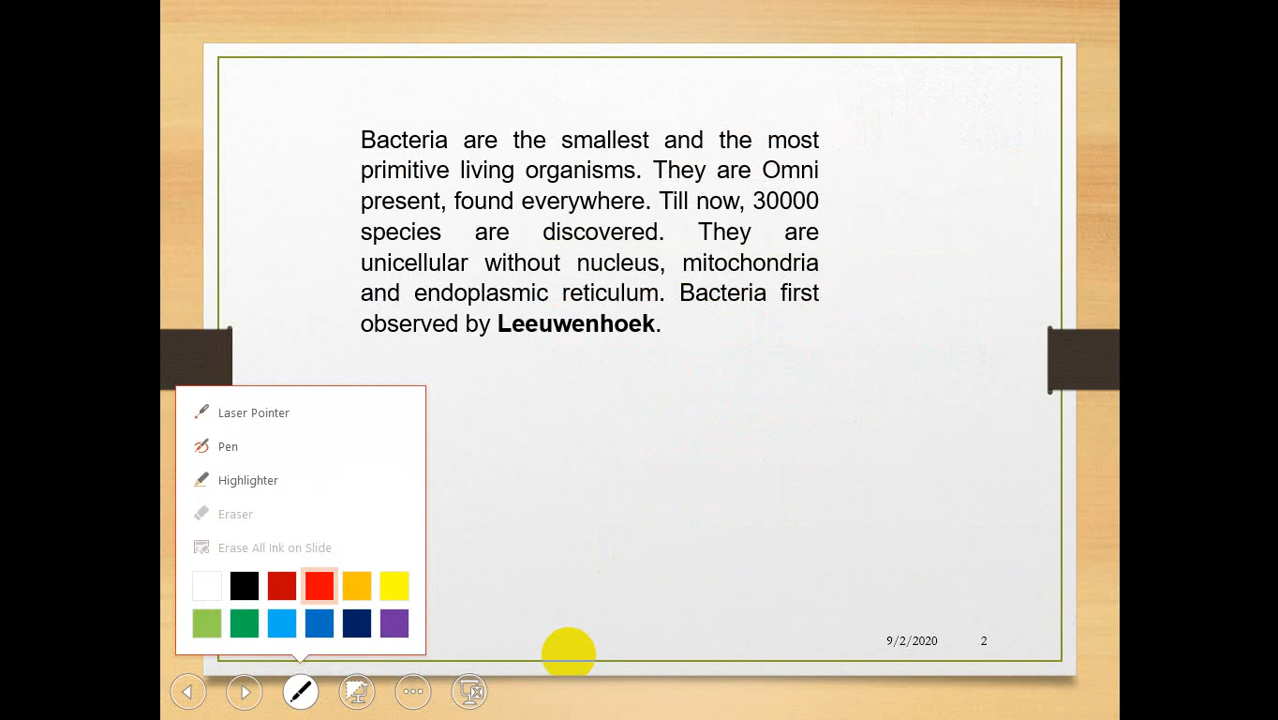 Bacteria are the smallest and the most
primitive living organisms. They are Omni
present, found everywhere. Till now, 30000
species are discovered. They are
unicellular without nucleus, mitochondria
and endoplasmic reticulum. Bacteria first
observed by Leeuwenhoek.
Laser Pointer
Pen
Highlighter
Eraser
Erase All Ink on Slide
9/2/2020 2